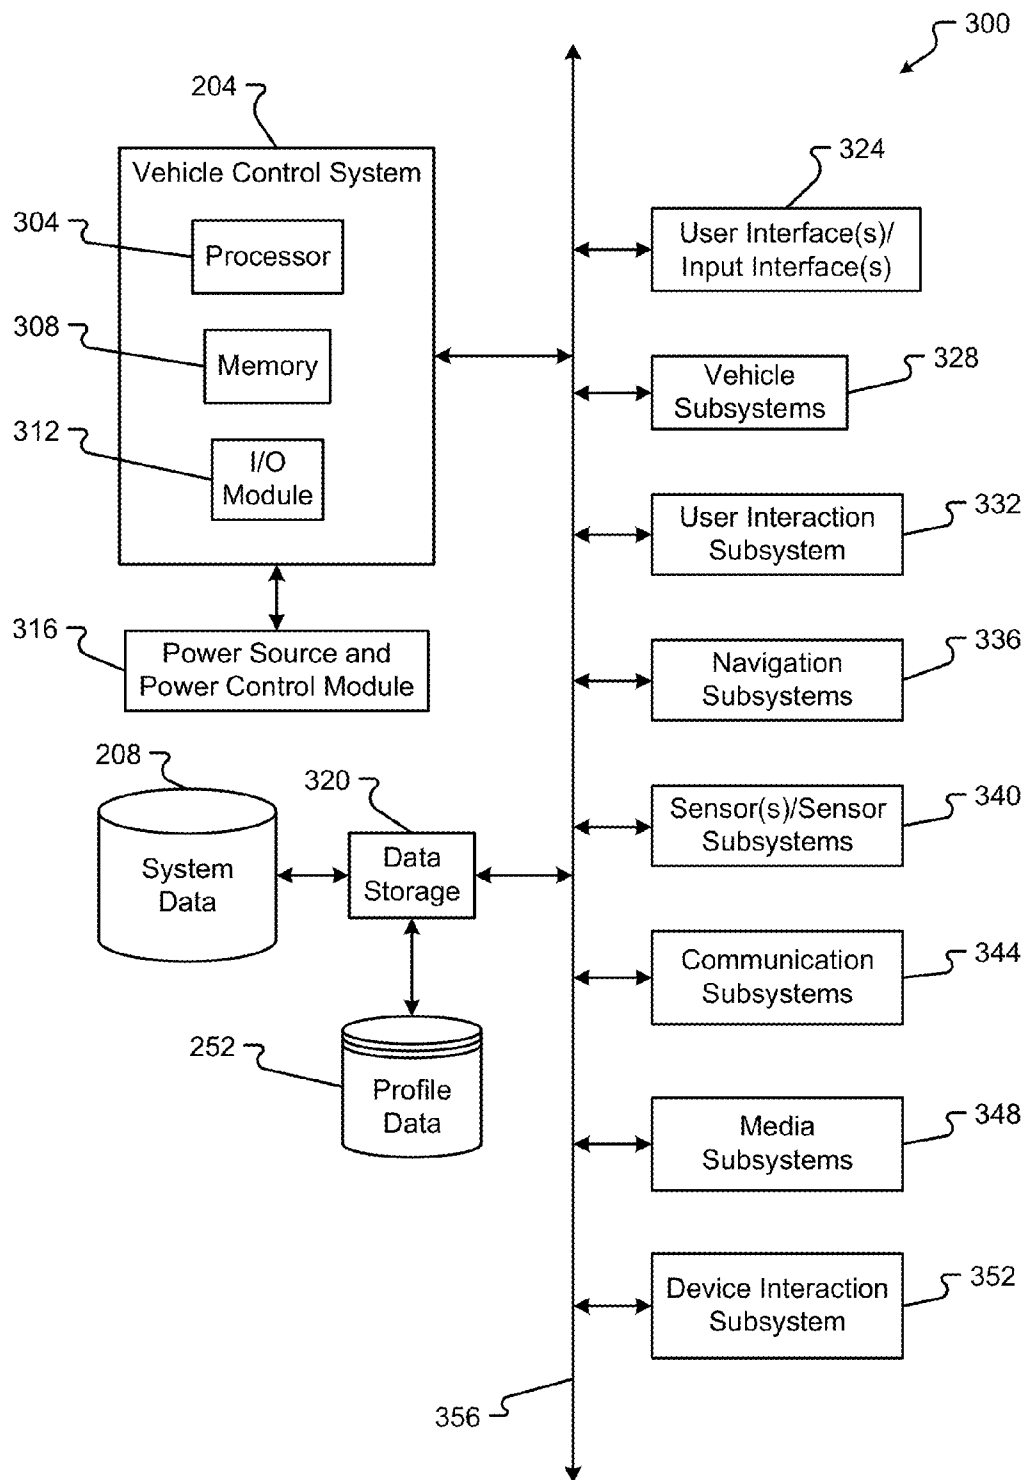 300
204
Vehicle Control System
304
Processor
308
Memory
312
I/O
Module
316
Power Source and
Power Control Module
208
System
Data
320
Data
Storage
252
Profile
Data
324
User Interface(s)/
Input Interface(s)
328
Vehicle
Subsystems
332
User Interaction
Subsystem
336
Navigation
Subsystems
340
Sensor(s)/Sensor
Subsystems
344
Communication
Subsystems
348
Media
Subsystems
352
Device Interaction
Subsystem
356